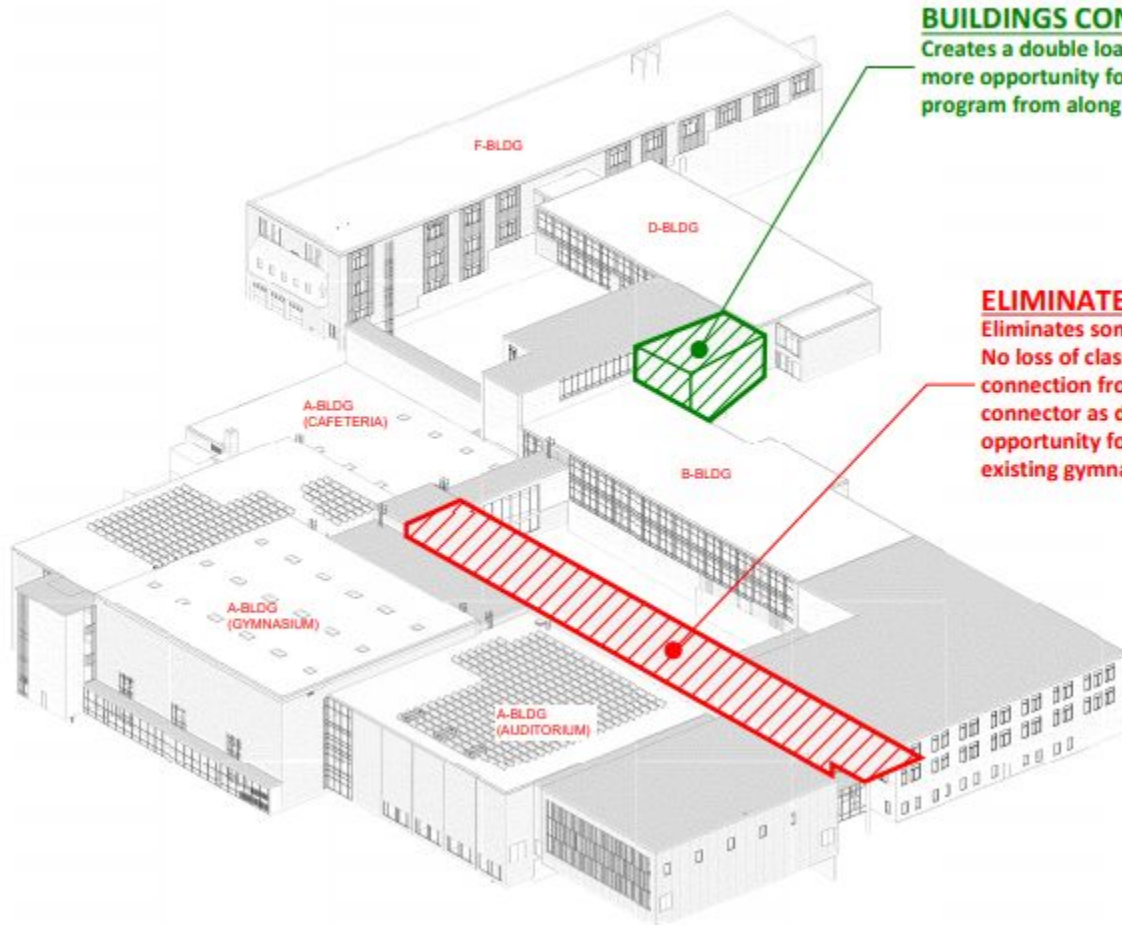 BUILDINGS CON
Creates a double loa
more opportunity fo
program from along
F-BLDG
D-BLDG
ELIMINATE
Eliminates son
No loss of clas
connection fro
connector as d
opportunity fo
existing gymna
A-BLDG
(CAFETERIA)
B-BLDG
A-BLDG
(GYMNASIUM)
A-BLDG
(AUDITORIUM)